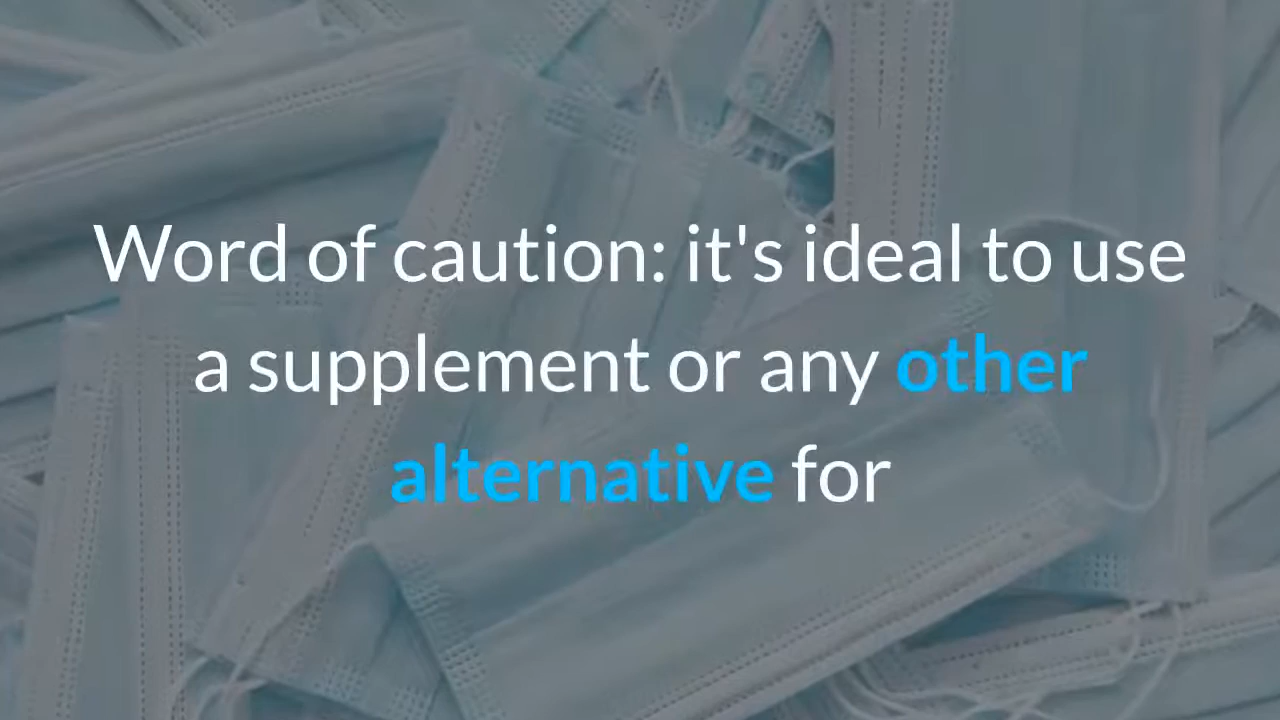 Word of caution: it's ideal to use
a supplement or any other
alternative for